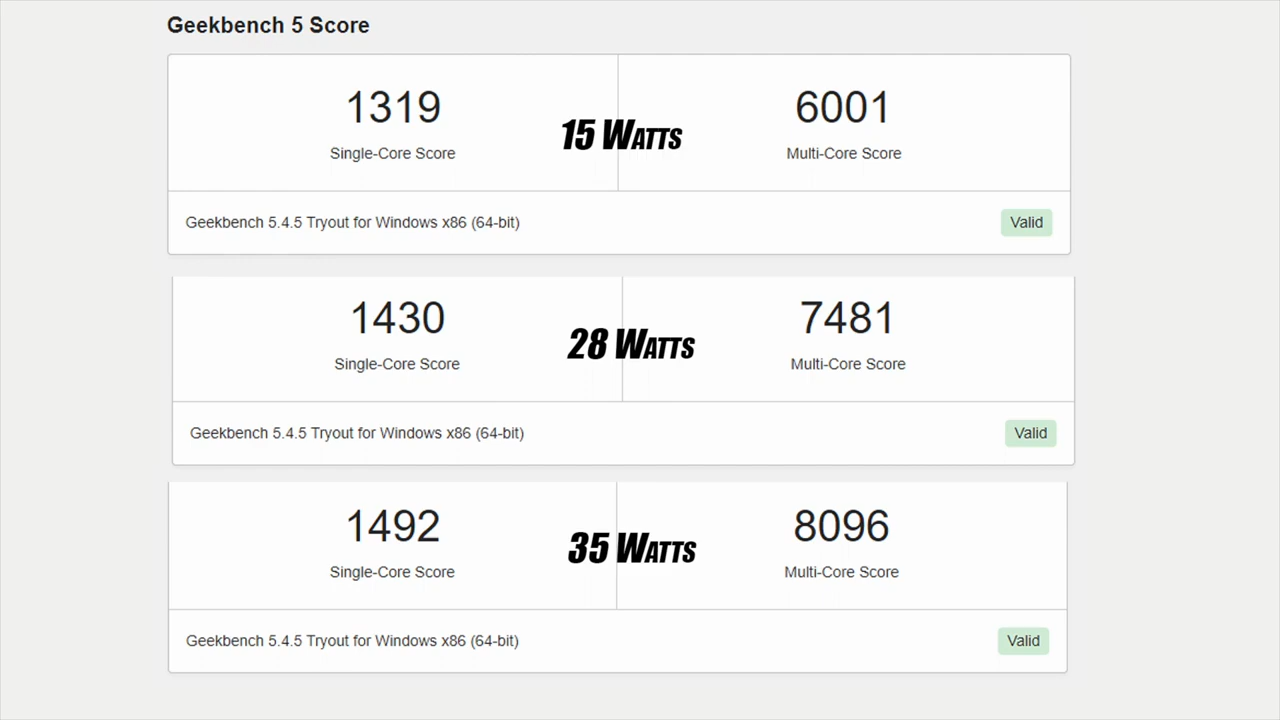 Geekbench 5 Score
1319 6001
15 WATTS
Single-Core Score Multi-Core Score
Geekbench 5.4.5 Tryout for Windows x86 (64-bit) Valid
1430 7481
28 WATTS
Single-Core Score Multi-Core Score
Geekbench 5.4.5 Tryout for Windows x86 (64-bit) Valid
1492 8096
35 WATTS
Single-Core Score Multi-Core Score
Geekbench 5.4.5 Tryout for Windows x86 (64-bit) Valid